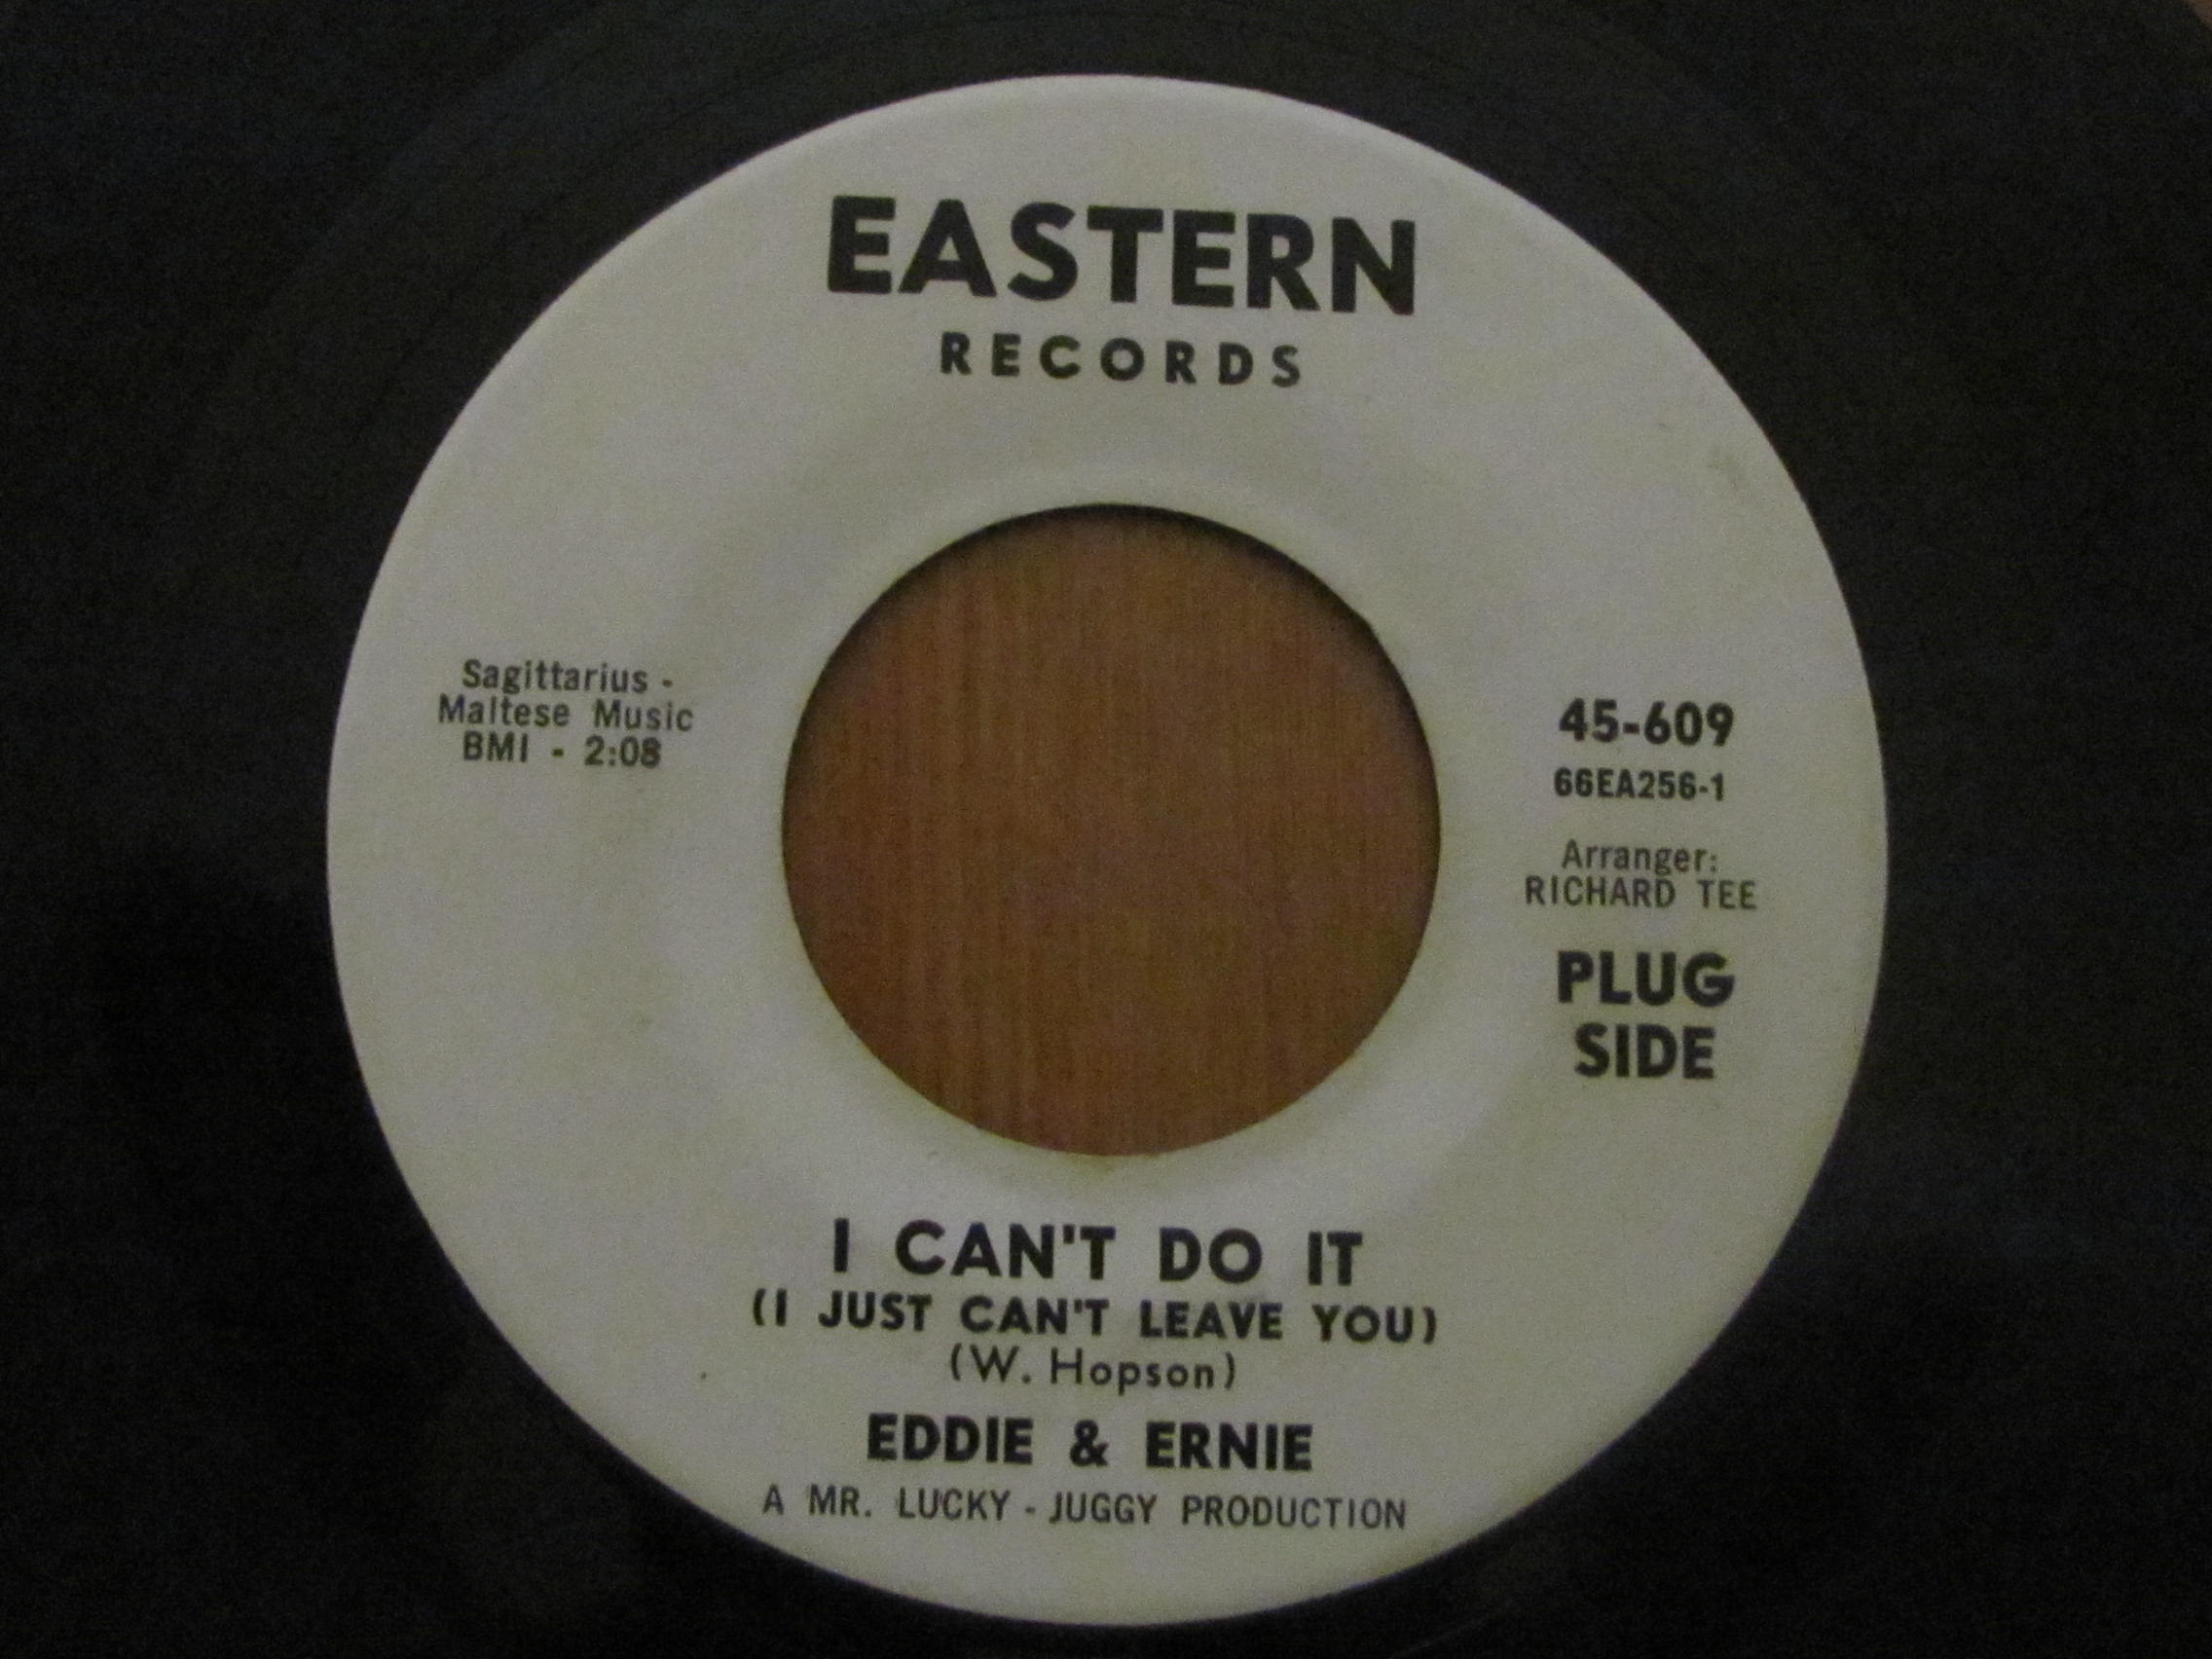 EASTERN
RECORDS
Sagittarius -
Maltese Music
BMI - 2:08
45-609
66EA256-1
Arranger:
RICHARD TEE
PLUG
SIDE
I CAN'T DO IT
(I JUST CAN'T LEAVE YOU)
(W. Hopson)
EDDIE & ERNIE
A MR. LUCKY - JUGGY PRODUCTION